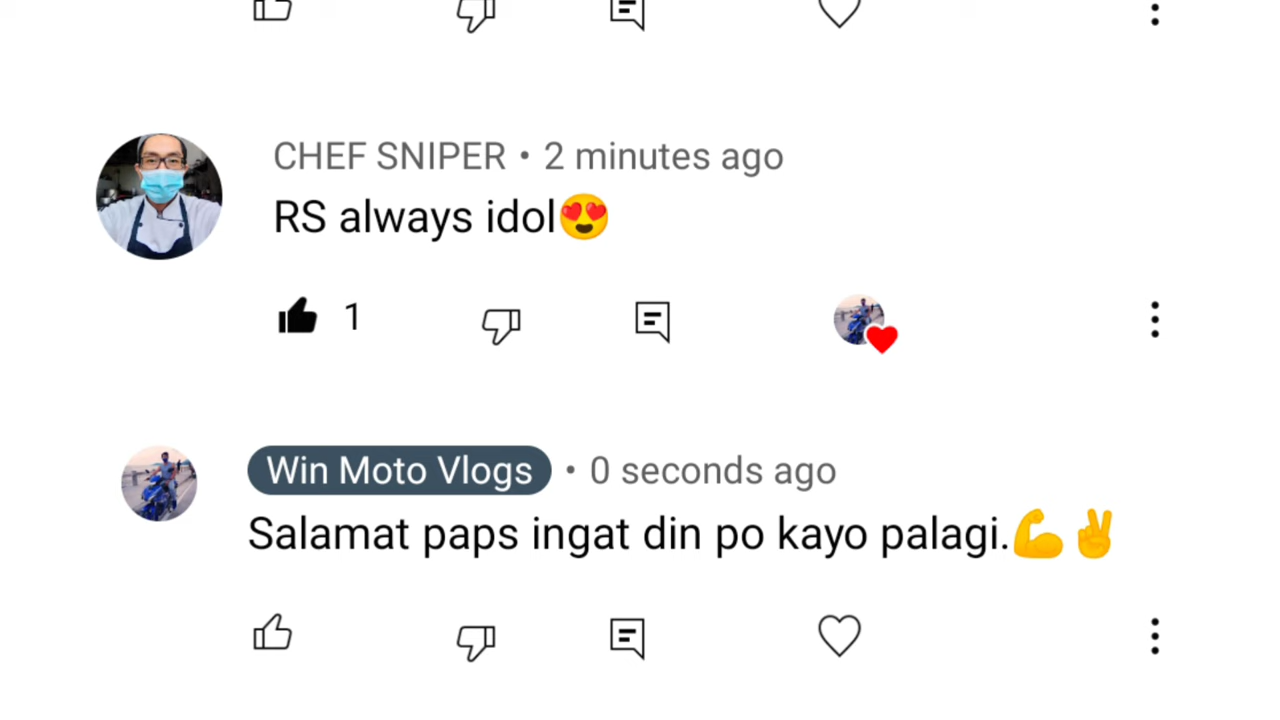 CHEF SNIPER • 2 minutes ago
RS always idol😍
1
Win Moto Vlogs • 0 seconds ago
Salamat paps ingat din po kayo palagi.💪✌